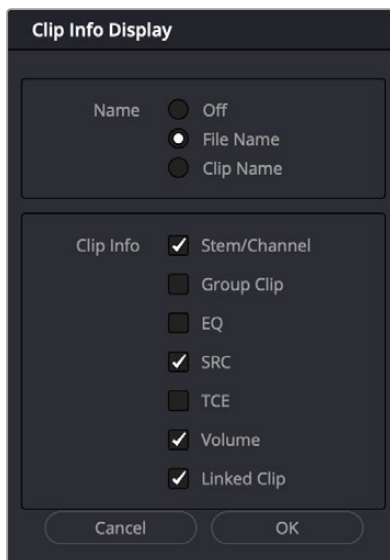 Clip Info Display
Name Off
File Name
Clip Name
Clip Info Stem/Channel
Group Clip
EQ
SRC
TCE
Volume
Linked Clip
Cancel OK